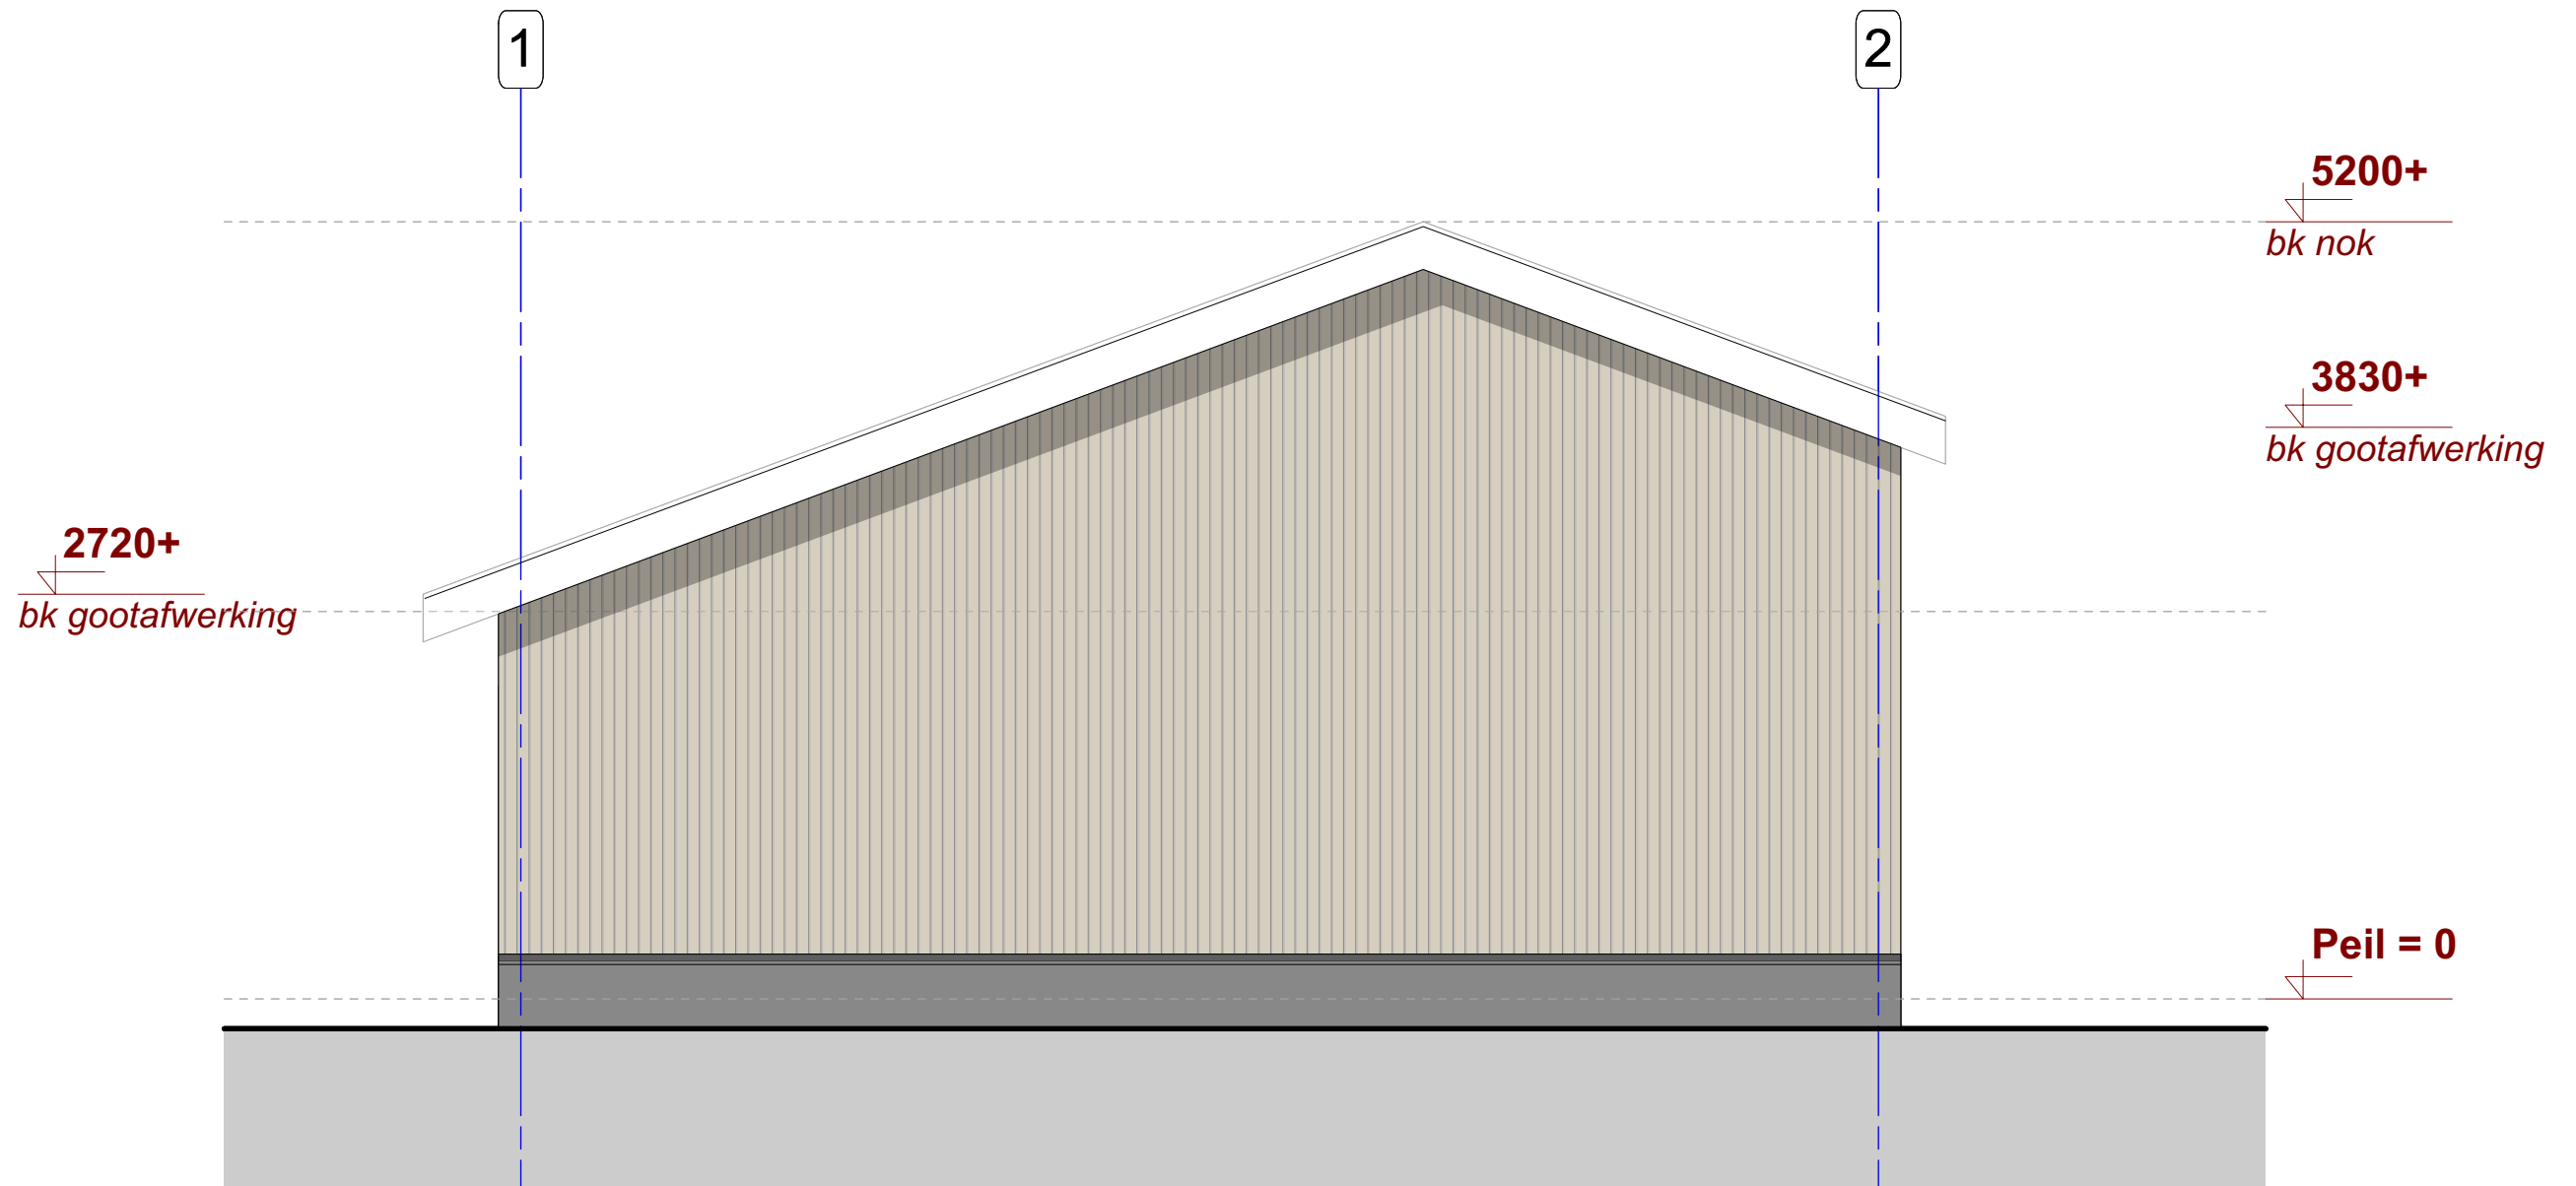 1
2
5200+
bk nok
3830+
bk gootafwerking
2720+
bk gootafwerking
Peil = 0